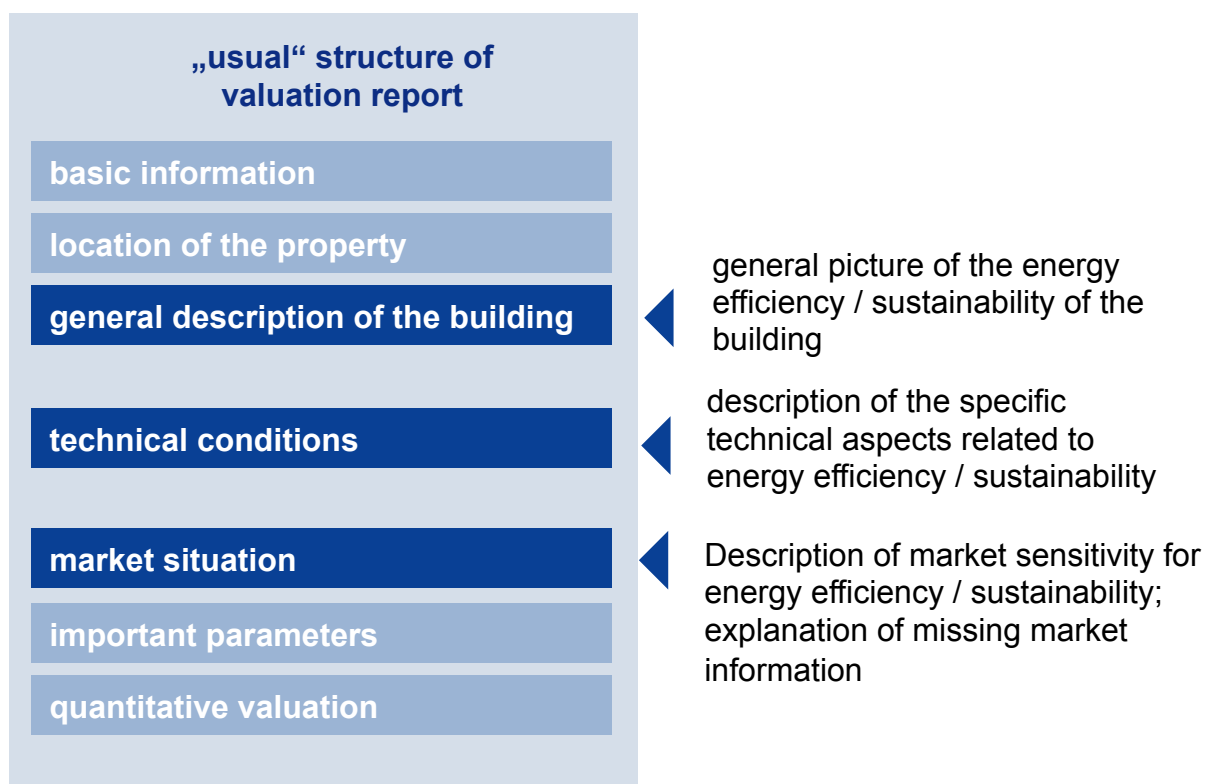 „usual“ structure of
valuation report
basic information
location of the property
general description of the building
general picture of the energy
efficiency / sustainability of the
building
technical conditions
description of the specific
technical aspects related to
energy efficiency / sustainability
market situation
Description of market sensitivity for
energy efficiency / sustainability;
explanation of missing market
information
important parameters
quantitative valuation